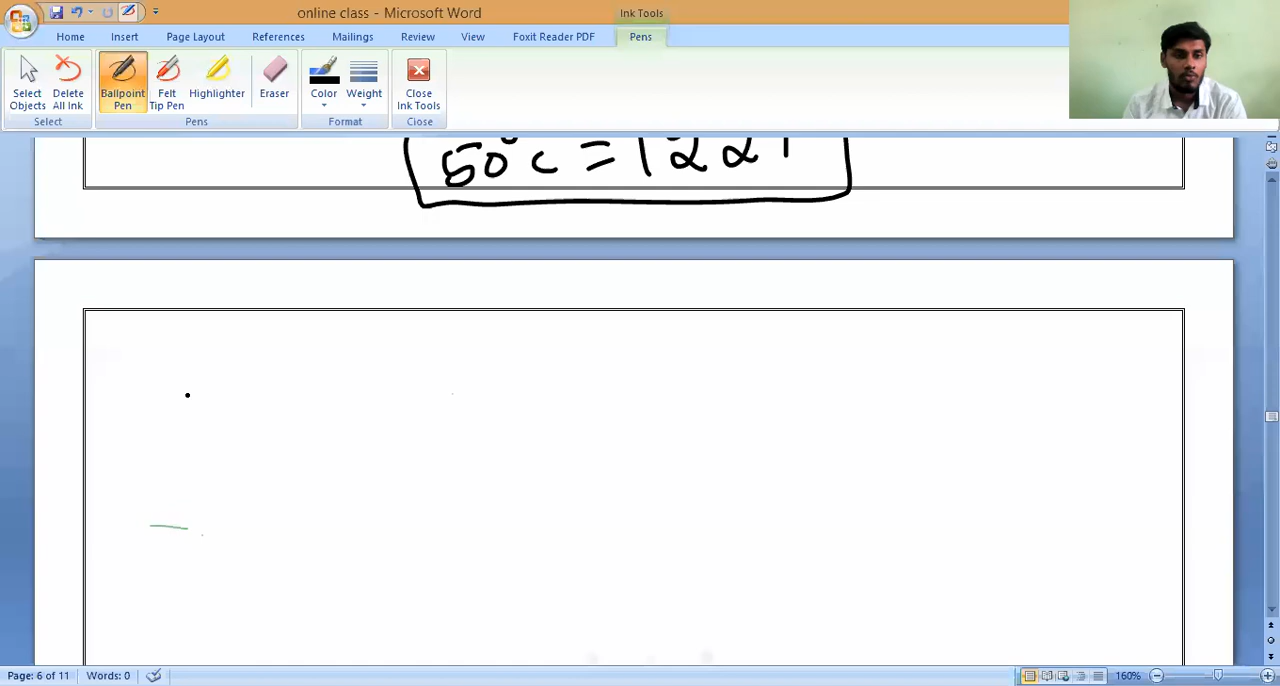 online class - Microsoft Word
Ink Tools
Home Insert Page Layout References Mailings Review View Foxit Reader PDF Pens
Select Objects
Delete All Ink
Ballpoint Pen
Felt Tip Pen
Highlighter
Eraser
Color
Weight
Close Ink Tools
Select
Pens
Format
Close
50°C = 122°F
Page: 6 of 11 Words: 0
160%